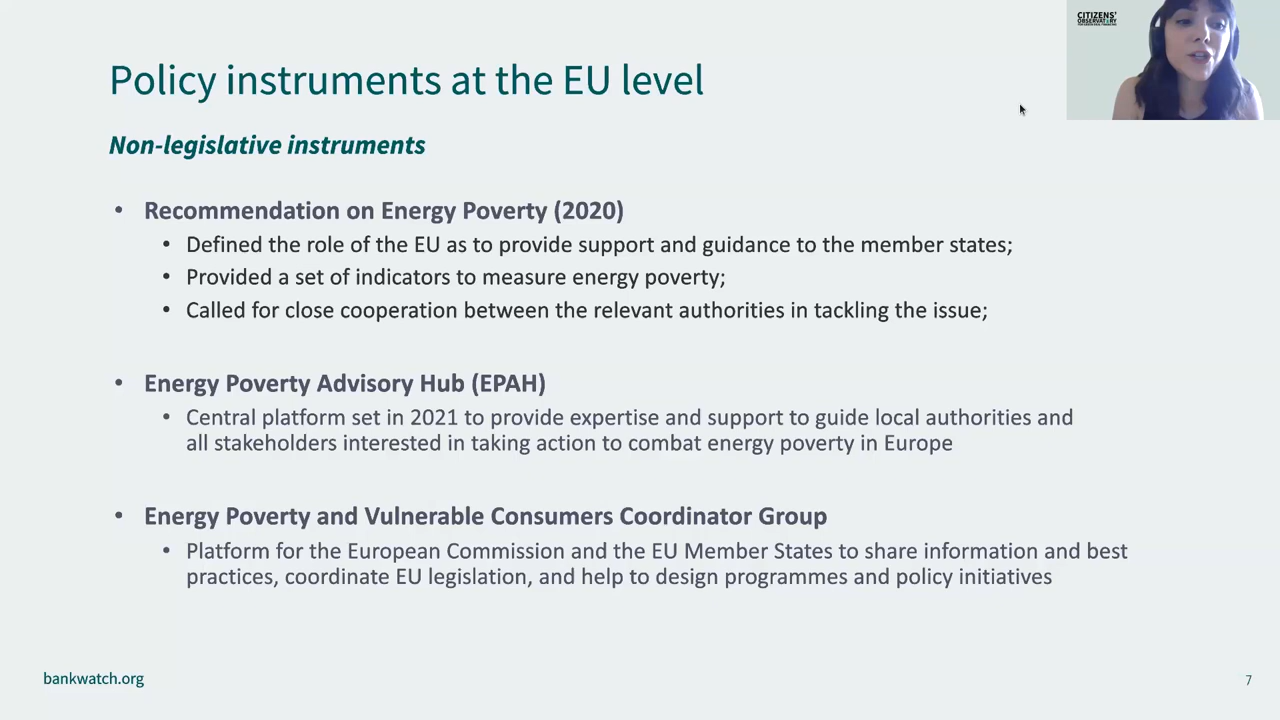 CITIZENS'
OBSERVATORY
Policy instruments at the EU level
Non-legislative instruments
• Recommendation on Energy Poverty (2020)
• Defined the role of the EU as to provide support and guidance to the member states;
• Provided a set of indicators to measure energy poverty;
• Called for close cooperation between the relevant authorities in tackling the issue;
• Energy Poverty Advisory Hub (EPAH)
• Central platform set in 2021 to provide expertise and support to guide local authorities and
all stakeholders interested in taking action to combat energy poverty in Europe
• Energy Poverty and Vulnerable Consumers Coordinator Group
• Platform for the European Commission and the EU Member States to share information and best
practices, coordinate EU legislation, and help to design programmes and policy initiatives
bankwatch.org
7